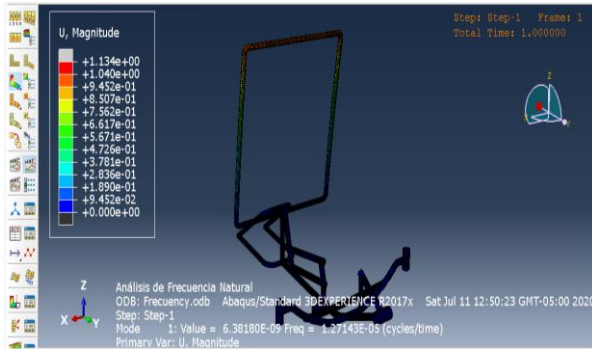 Step: Step-1 Frame: 1
Total Time: 1.000000
U, Magnitude
+1.134e+00
+1.040e+00
+9.452e-01
+8.507e-01
+7.562e-01
+6.617e-01
+5.671e-01
+4.726e-01
+3.781e-01
+2.836e-01
+1.890e-01
+9.452e-02
+0.000e+00
Z
X
Y
Z
X
Y
Análisis de Frecuencia Natural
ODB: Frecuency.odb Abaqus/Standard 3DEXPERIENCE R2017x Sat Jul 11 12:50:23 GMT-05:00 2020
Step: Step-1
Mode 1: Value = 6.38180E-09 Freq = 1.27143E-05 (cycles/time)
Primary Var: U, Magnitude